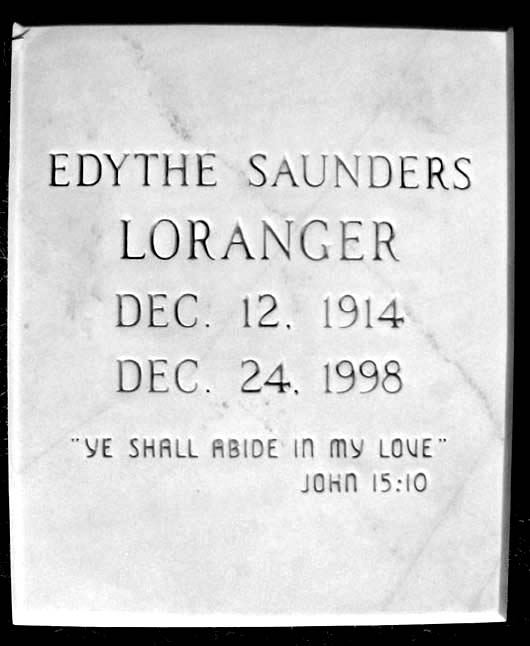 EDYTHE SAUNDERS
LORANGER
DEC. 12, 1914
DEC. 24, 1998
"YE SHALL ABIDE IN MY LOVE"
JOHN 15:10